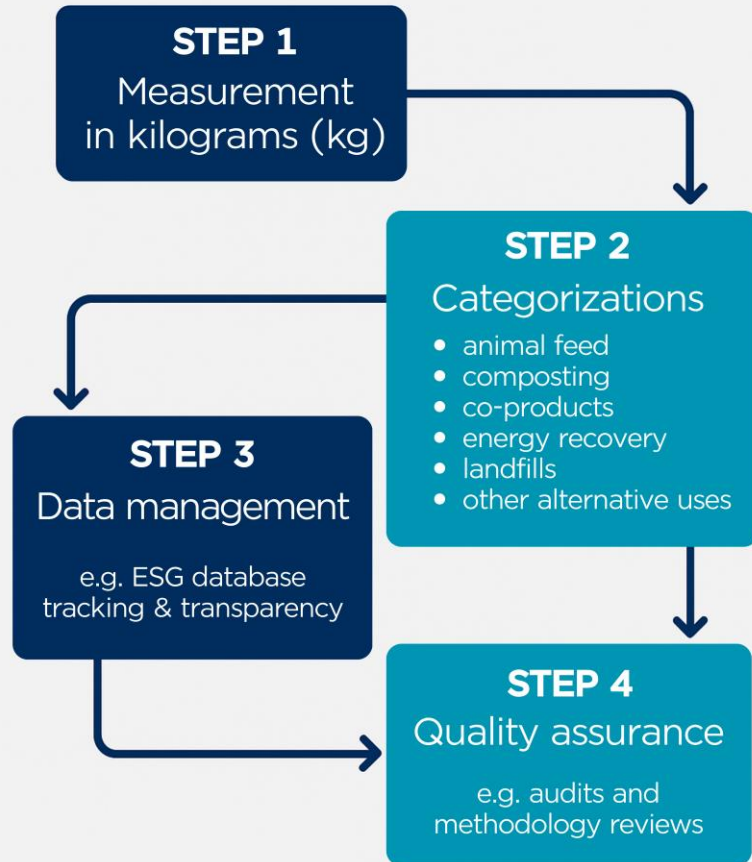 STEP 1
Measurement
in kilograms (kg)
STEP 2
Categorizations
• animal feed
• composting
• co-products
• energy recovery
• landfills
• other alternative uses
STEP 3
Data management
e.g. ESG database
tracking & transparency
STEP 4
Quality assurance
e.g. audits and
methodology reviews